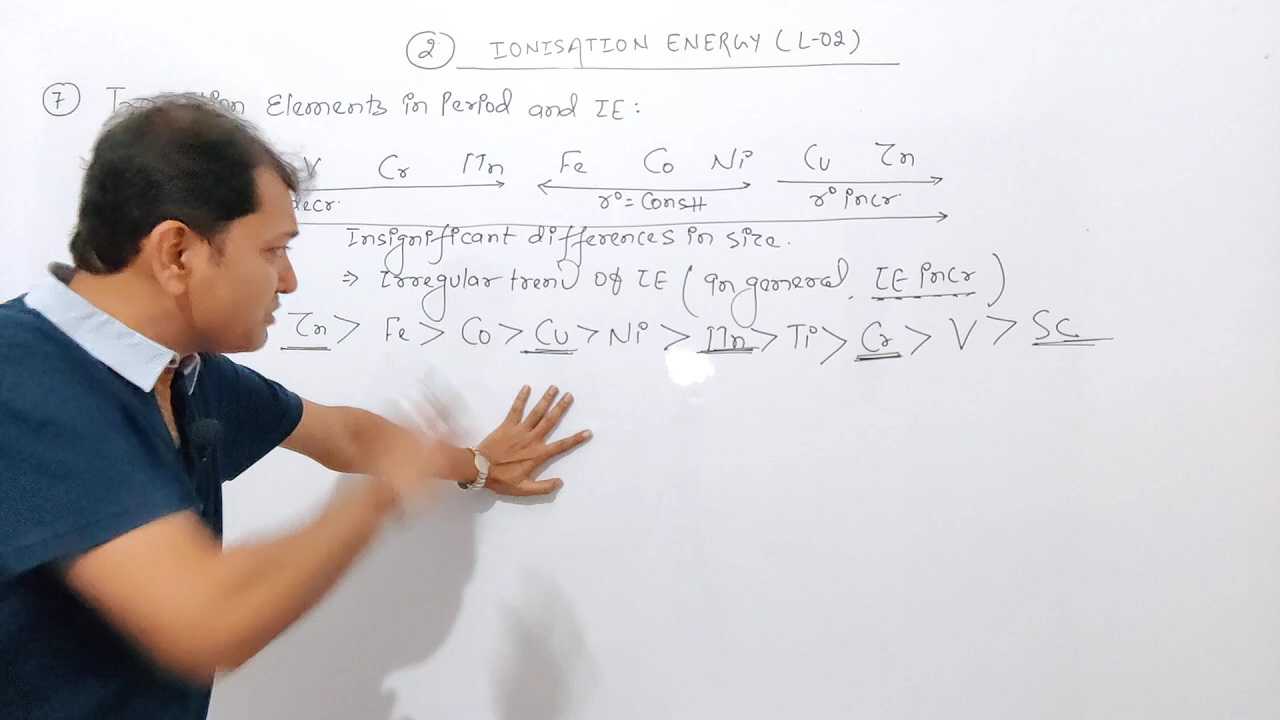 2 IONISATION ENERGY (L-02)
7 Elements in Period and IE:
V Cr Mn Fe Co Ni Cu Zn
decr. r° = Const r° incr
Insignificant differences in size.
⇒ Irregular trend of IE (In general, IE incr)
Zn > Fe > Co > Cu > Ni > Mn > Ti > Cr > V > SC